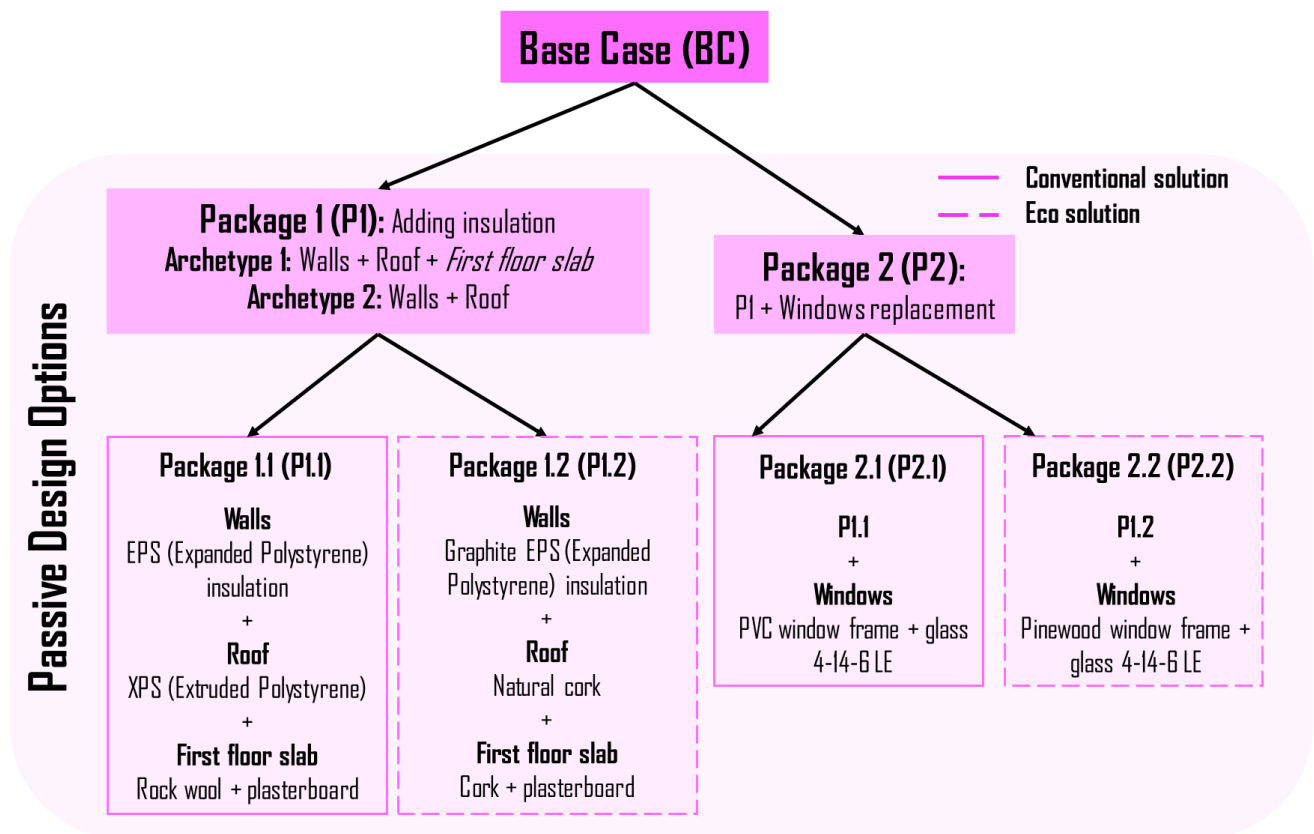 Base Case (BC)
Conventional solution
Eco solution
Package 1 (P1): Adding insulation
Archetype 1: Walls + Roof + First floor slab
Archetype 2: Walls + Roof
Package 2 (P2):
P1 + Windows replacement
Passive Design Options
Package 1.1 (P1.1)
Walls
EPS (Expanded Polystyrene)
insulation
+
Roof
XPS (Extruded Polystyrene)
+
First floor slab
Rock wool + plasterboard
Package 1.2 (P1.2)
Walls
Graphite EPS (Expanded
Polystyrene) insulation
+
Roof
Natural cork
+
First floor slab
Cork + plasterboard
Package 2.1 (P2.1)
P1.1
+
Windows
PVC window frame + glass
4-14-6 LE
Package 2.2 (P2.2)
P1.2
+
Windows
Pinewood window frame +
glass 4-14-6 LE